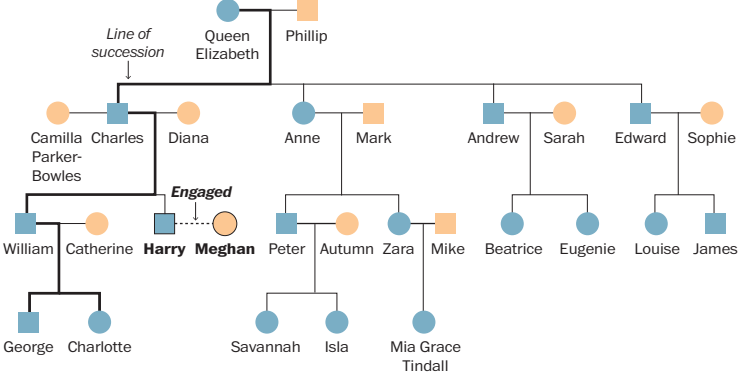 Line of
succession
Queen
Elizabeth
Phillip
Camilla
Parker-
Bowles
Charles
Diana
Anne
Mark
Andrew
Sarah
Edward
Sophie
Engaged
William
Catherine
Harry
Meghan
Peter
Autumn
Zara
Mike
Beatrice
Eugenie
Louise
James
George
Charlotte
Savannah
Isla
Mia Grace
Tindall